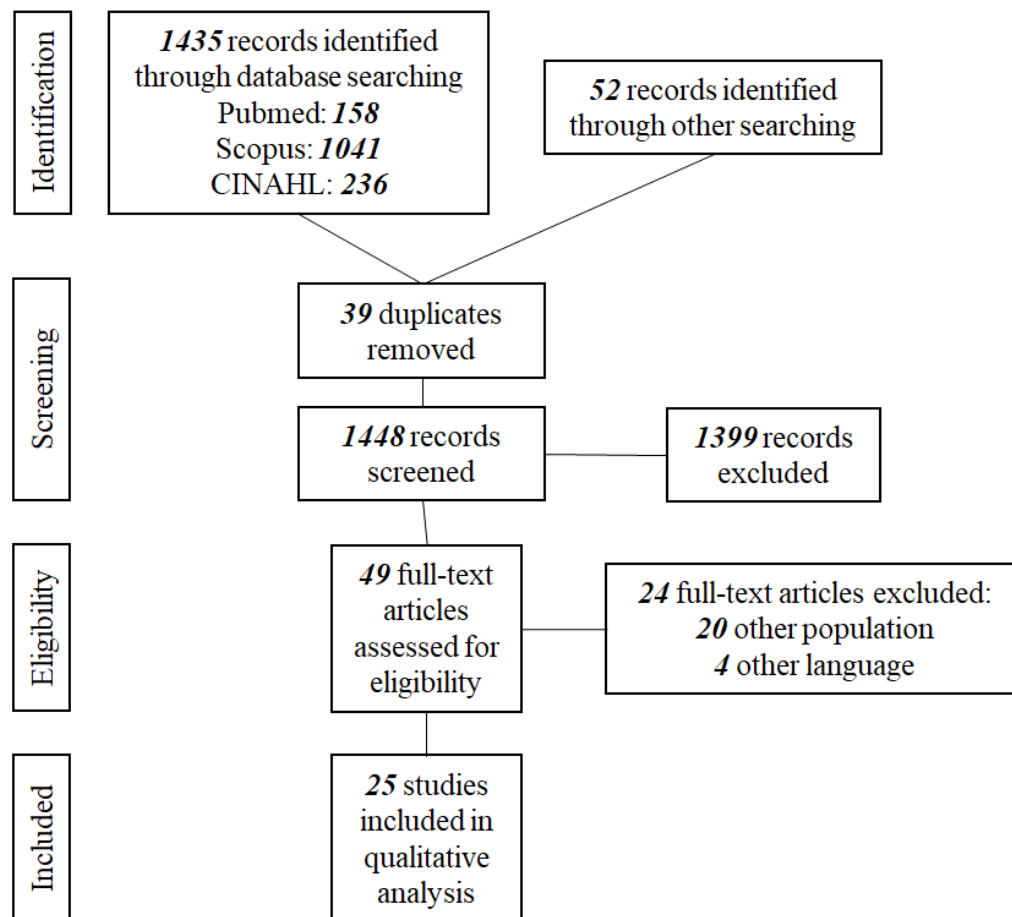 Identification
1435 records identified
through database searching
Pubmed: 158
Scopus: 1041
CINAHL: 236
52 records identified
through other searching
Screening
39 duplicates
removed
1448 records
screened
1399 records
excluded
Eligibility
49 full-text
articles
assessed for
eligibility
24 full-text articles excluded:
20 other population
4 other language
Included
25 studies
included in
qualitative
analysis